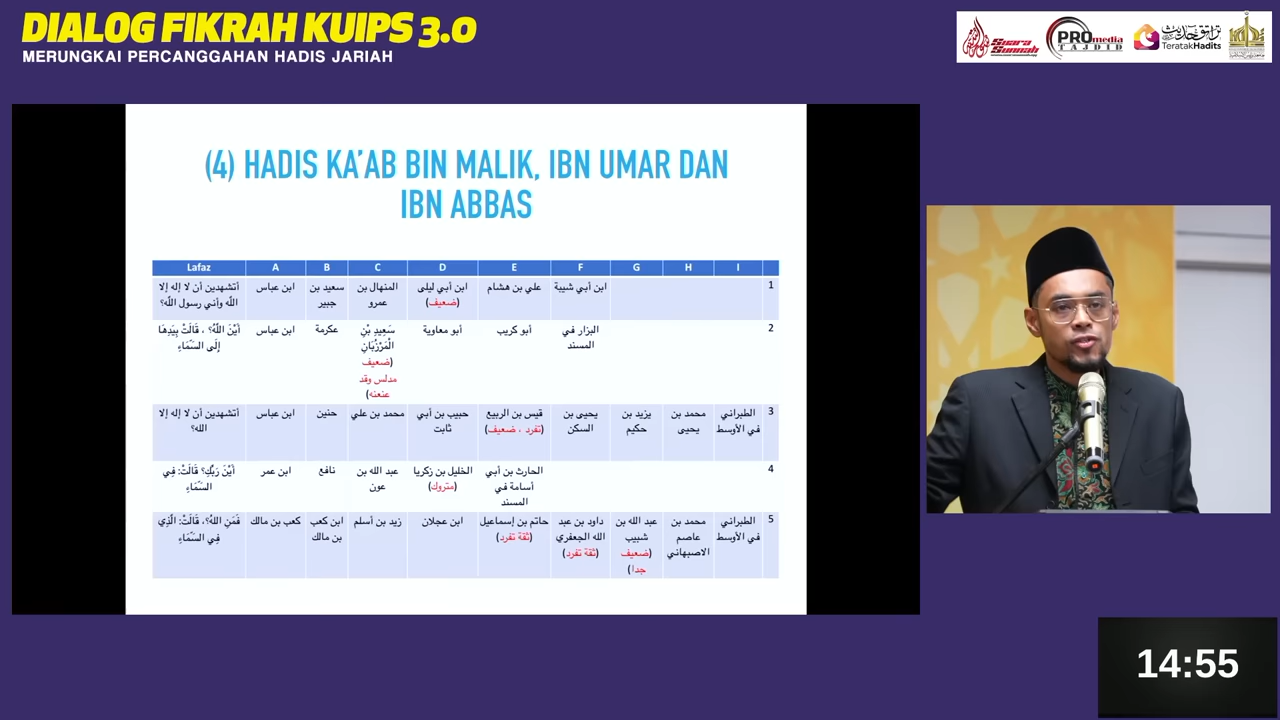 DIALOG FIKRAH KUIPS 3.0
MERUNGKAI PERCANGGAHAN HADIS JARIAH
Suara Sunnah
PROmedia
TAJDID
TeratakHadits
(4) HADIS KA'AB BIN MALIK, IBN UMAR DAN
IBN ABBAS
Lafaz A B C D E F G H I
1
ابن أبي شيبة
علي بن هشام
ابن أبي ليلى
(ضعيف)
المنهال بن
عمرو
سعيد بن
جبير
ابن عباس
أتشهدين أن لا إله إلا
الله وأني رسول الله؟
2
البزار في
المسند
أبو كريب
أبو معاوية
سَعِيدِ بْنِ
الْمَرْزُبَانِ
(ضعيف
مدلس وقد
عنعنه)
عكرمة
ابن عباس
أَيْنَ اللَّهُ؟ ، قَالَتْ بِيَدِهَا
إِلَى السَّمَاءِ
3
الطبراني
في الأوسط
محمد بن
يحيى
يزيد بن
حكيم
يحيى بن
السكن
قيس بن الربيع
(تفرد ، ضعيف)
حبيب بن أبي
ثابت
محمد بن علي
حنين
ابن عباس
أتشهدين أن لا إله إلا
الله؟
4
الحارث بن أبي
أسامة في
المسند
الخليل بن زكريا
(متروك)
عبد الله بن
عون
نافع
ابن عمر
أَيْنَ رَبُّكِ؟ قَالَتْ: فِي
السَّمَاءِ
5
الطبراني
في الأوسط
محمد بن
عاصم
الاصبهاني
عبد الله بن
شبيب
(ضعيف
جدا)
داود بن عبد
الله الجعفري
(ثقة تفرد)
حاتم بن إسماعيل
(ثقة تفرد)
ابن عجلان
زيد بن أسلم
ابن كعب
بن مالك
كعب بن مالك
فَمَنِ اللهُ؟، قَالَتْ: الَّذِي
فِي السَّمَاءِ
14:55